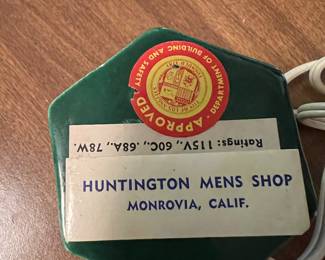 DEPARTMENT OF BUILDING AND SAFETY
APPROVED
Ratings: 115V., 60C., .68A., 78W.
HUNTINGTON MENS SHOP
MONROVIA, CALIF.